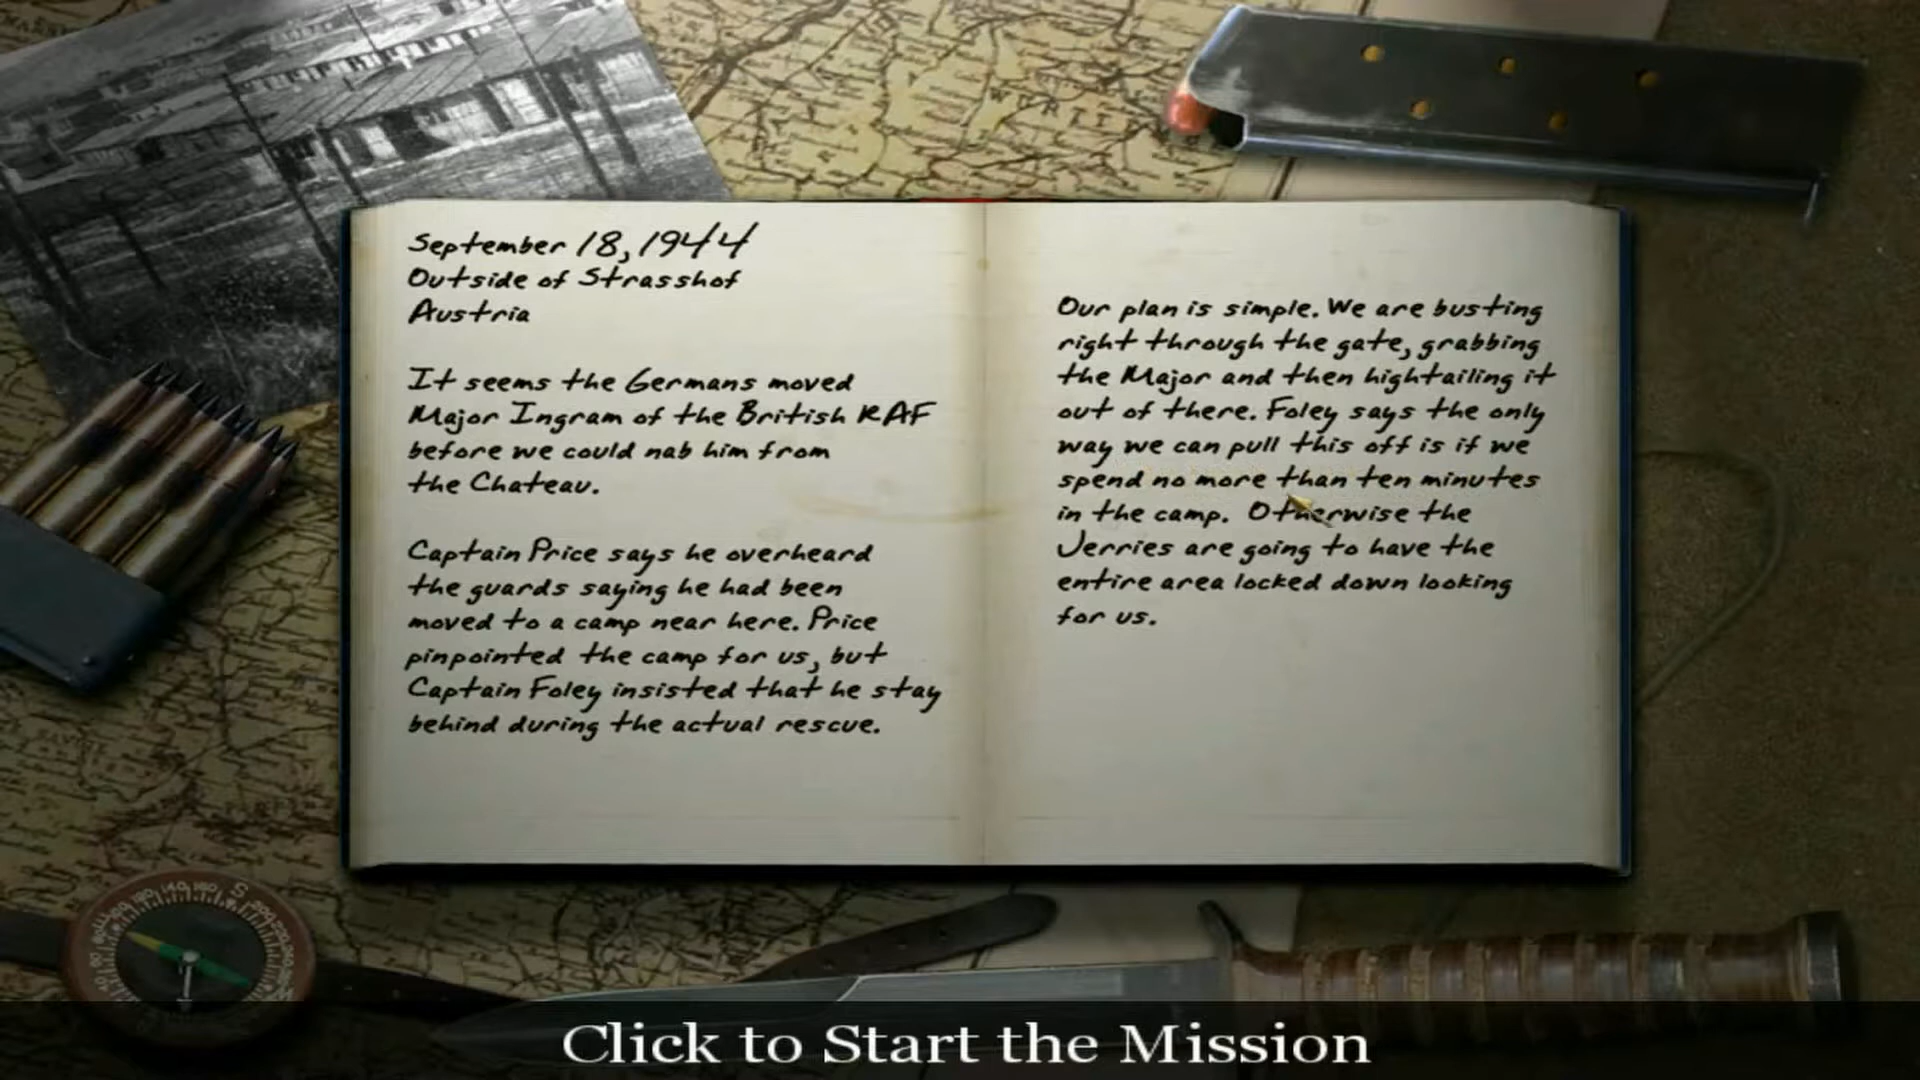 September 18, 1944
Outside of Strasshof
Austria
It seems the Germans moved
Major Ingram of the British RAF
before we could nab him from
the Chateau.
Captain Price says he overheard
the guards saying he had been
moved to a camp near here. Price
pinpointed the camp for us, but
Captain Foley insisted that he stay
behind during the actual rescue.
Our plan is simple. We are busting
right through the gate, grabbing
the Major and then hightailing it
out of there. Foley says the only
way we can pull this off is if we
spend no more than ten minutes
in the camp. Otherwise the
Jerries are going to have the
entire area locked down looking
for us.
Click to Start the Mission